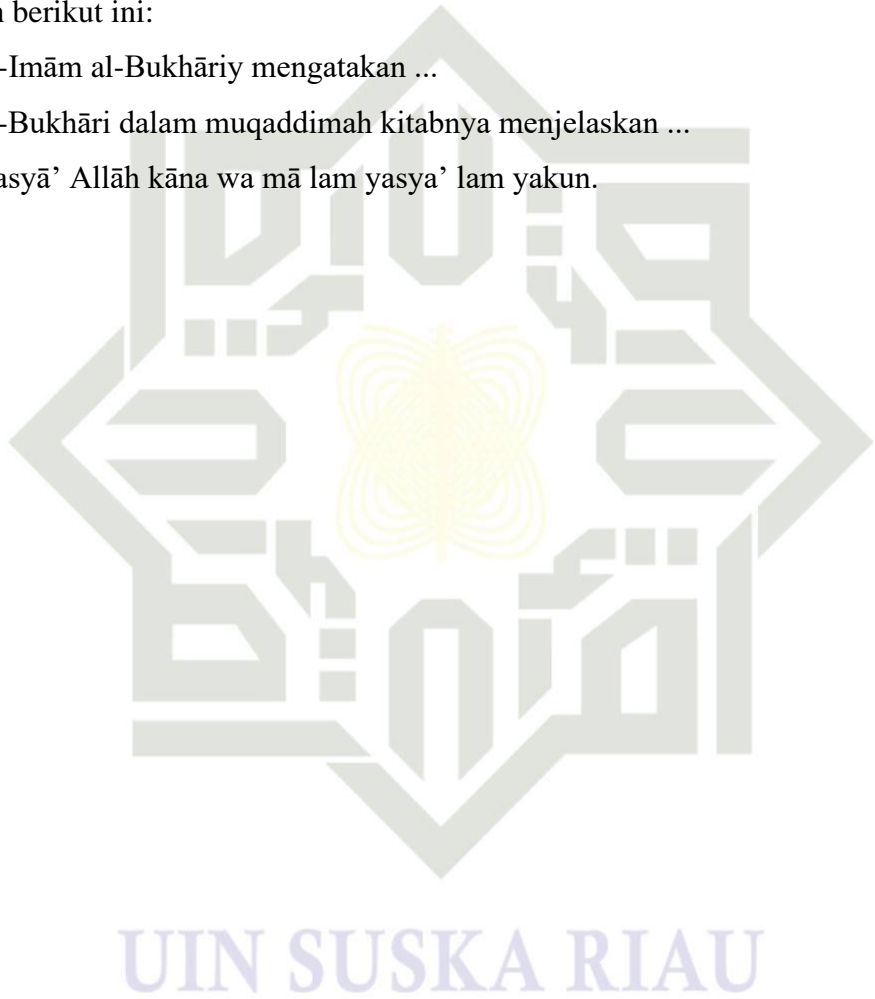 berikut ini:
-Imām al-Bukhāriy mengatakan ...
-Bukhāri dalam muqaddimah kitabnya menjelaskan ...
Allāh kāna wa mā lam yasya’ lam yakun.
UIN SUSKA RIAU